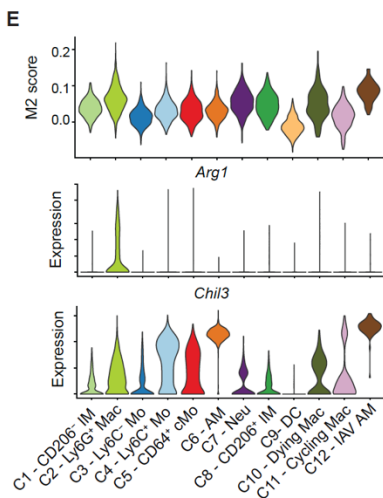 E
M2 score
0.2
0.1
0.0
Arg1
Expression
Chil3
Expression
C1 - CD206⁻ IM
C2 - Ly6G⁺ Mac
C3 - Ly6C⁻ Mo
C4 - Ly6C⁺ Mo
C5 - CD64⁺ cMo
C6 - AM
C7 - Neu
C8 - CD206⁺ IM
C9- DC
C10 - Dying Mac
C11 - Cycling Mac
C12 - IAV AM